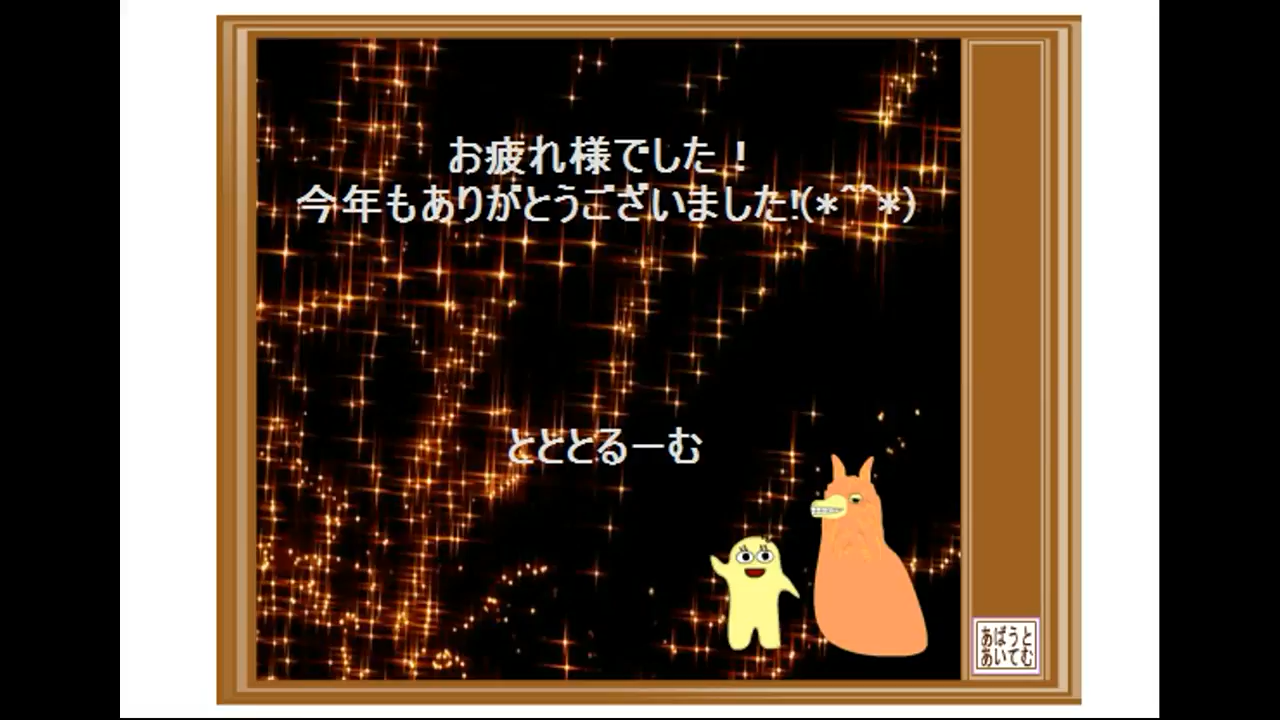 お疲れ様でした！
今年もありがとうございました!(*^^*)
とととるーむ
あばうと
あいてむ